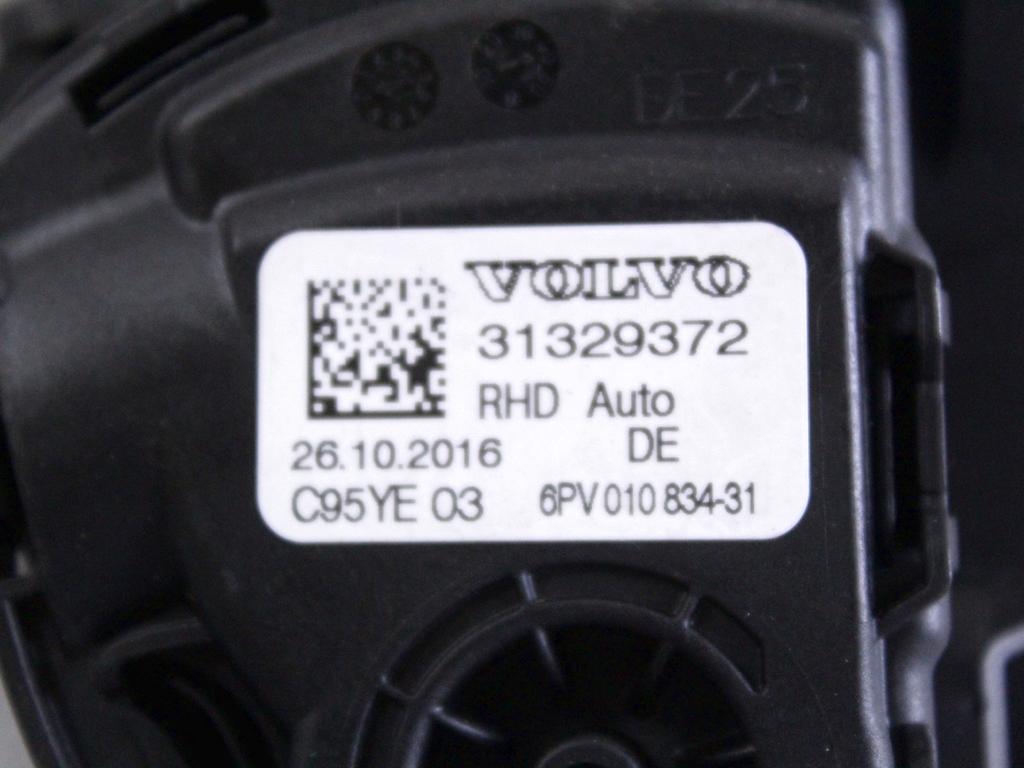 VOLVO
31329372
RHD Auto
DE
26.10.2016
C95YE 03
6PV 010 834-31